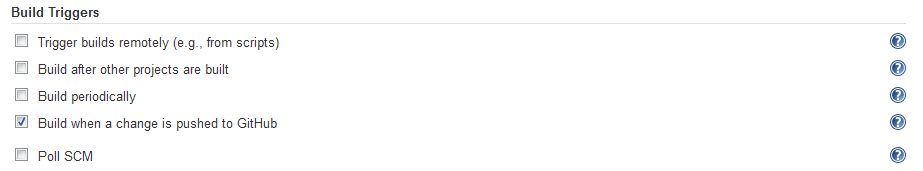 Build Triggers
Trigger builds remotely (e.g., from scripts)
Build after other projects are built
Build periodically
Build when a change is pushed to GitHub
Poll SCM